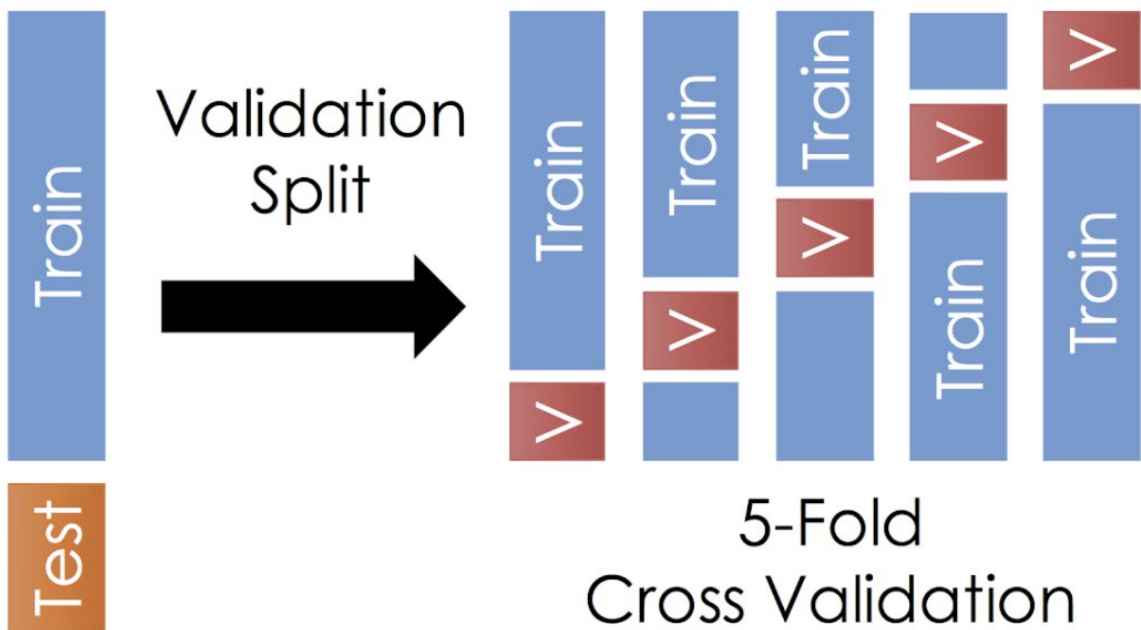 Train
Test
Validation
Split
Train
V
Train
V
Train
V
V
Train
V
Train
5-Fold
Cross Validation